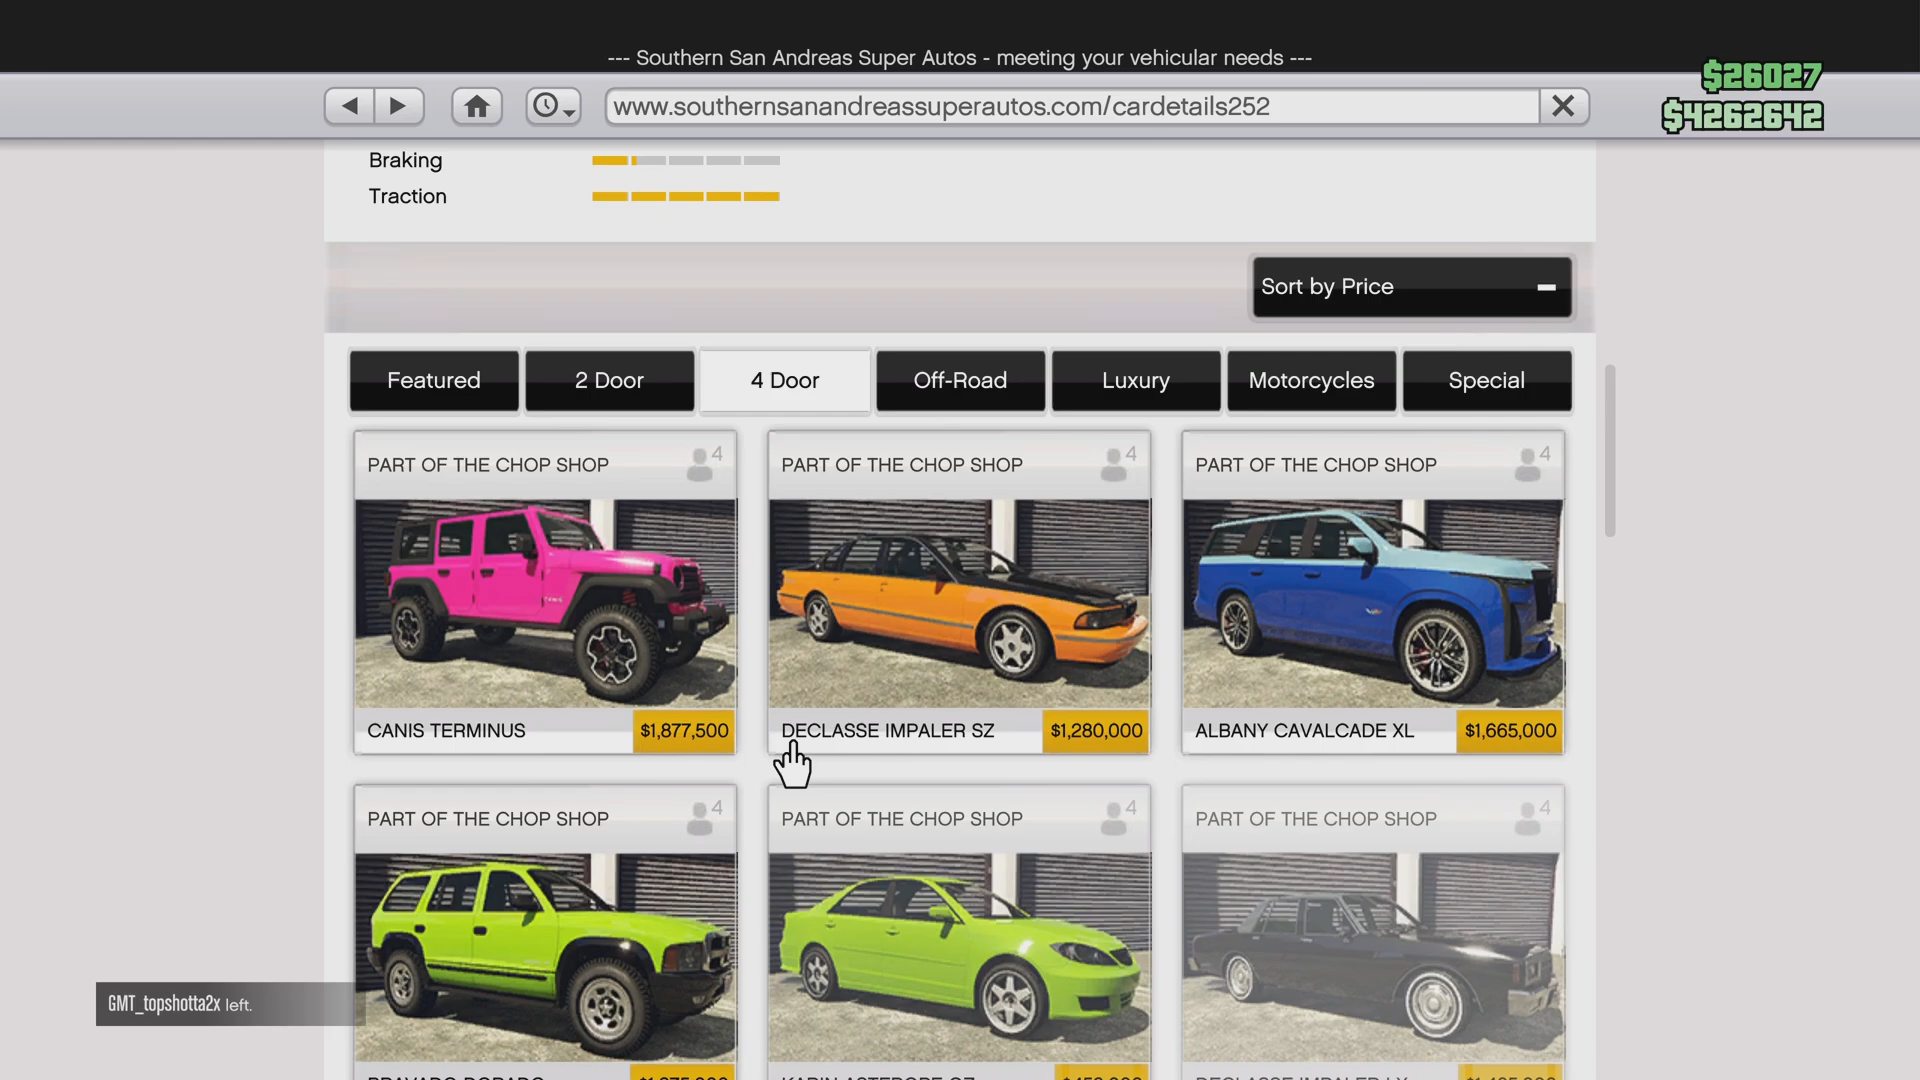 --- Southern San Andreas Super Autos - meeting your vehicular needs ---
$26027
www.southernsanandreassuperautos.com/cardetails252
$4262642
Braking
Traction
Sort by Price
Featured
2 Door
4 Door
Off-Road
Luxury
Motorcycles
Special
PART OF THE CHOP SHOP
4
PART OF THE CHOP SHOP
4
PART OF THE CHOP SHOP
4
CANIS TERMINUS
$1,877,500
DECLASSE IMPALER SZ
$1,280,000
ALBANY CAVALCADE XL
$1,665,000
PART OF THE CHOP SHOP
4
PART OF THE CHOP SHOP
4
PART OF THE CHOP SHOP
4
GMT_topshotta2x left.